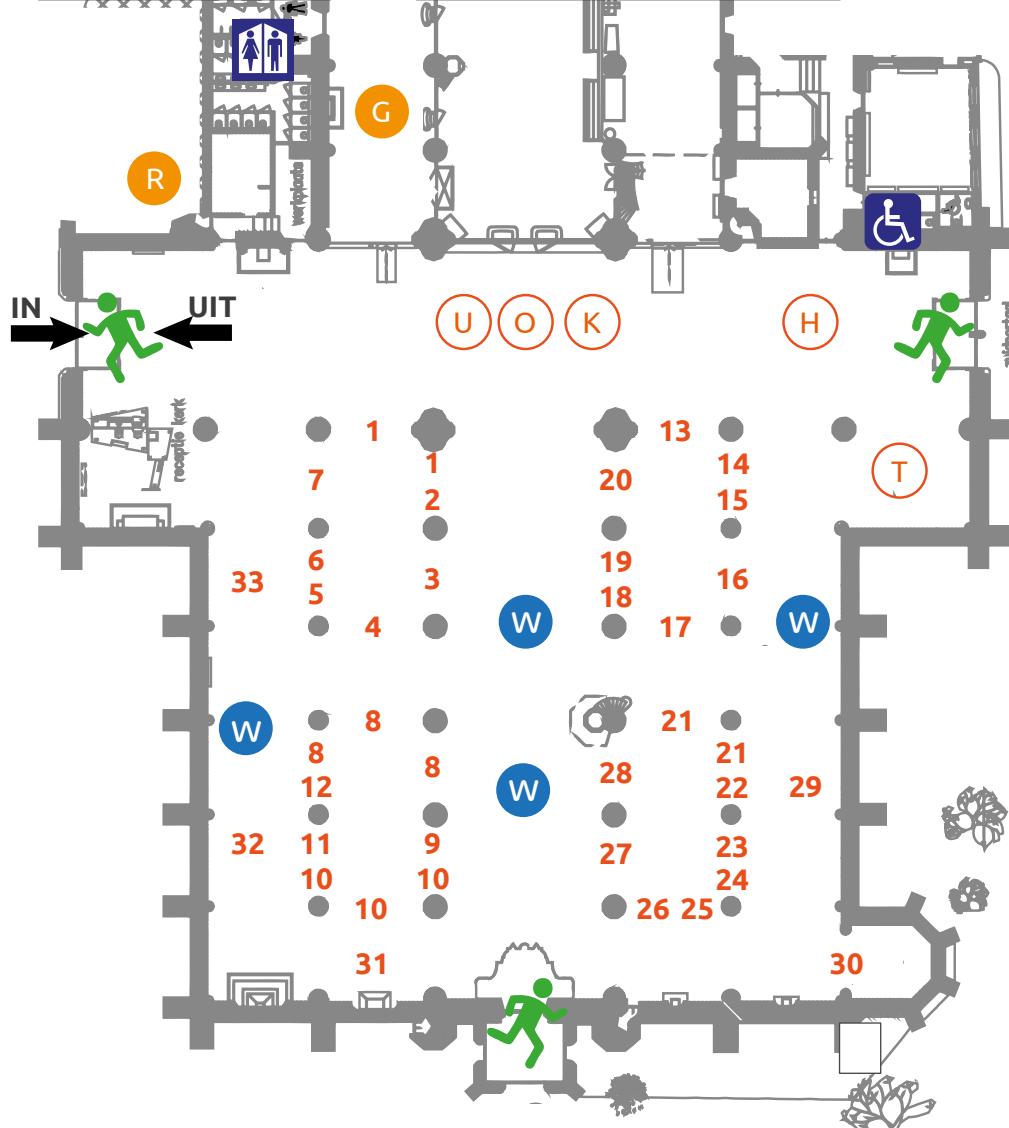 G
R
werkplaats
IN
UIT
U O K H
1 13
receptie kerk
1 14
7 20 T
2 15
6 19
33 3 16
5 18
W W
4 17
W 8 21
8 8 28 21
12 W 22 29
32 11 9 27 23
10 10 24
10 26 25
31 30